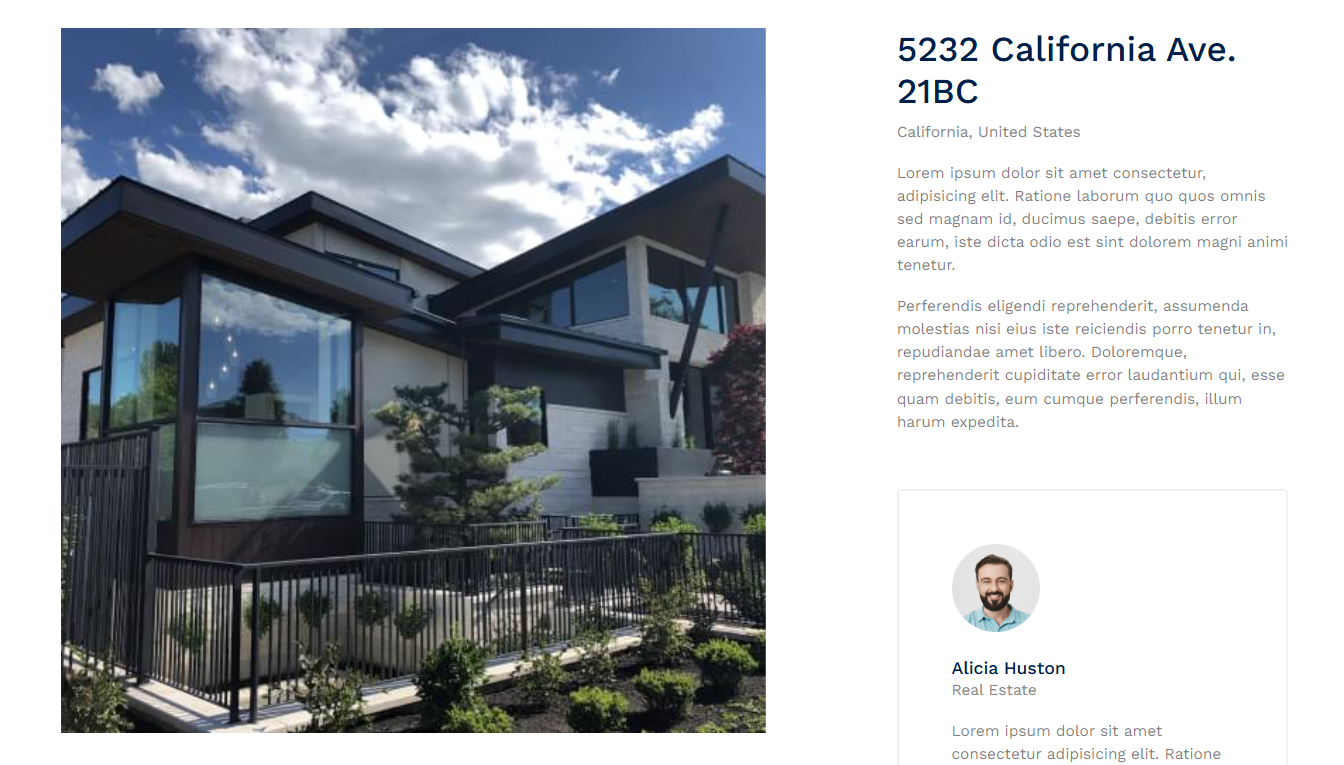 5232 California Ave.
21BC
California, United States
Lorem ipsum dolor sit amet consectetur,
adipisicing elit. Ratione laborum quo quos omnis
sed magnam id, ducimus saepe, debitis error
earum, iste dicta odio est sint dolorem magni animi
tenetur.
Perferendis eligendi reprehenderit, assumenda
molestias nisi eius iste reiciendis porro tenetur in,
repudiandae amet libero. Doloremque,
reprehenderit cupiditate error laudantium qui, esse
quam debitis, eum cumque perferendis, illum
harum expedita.
Alicia Huston
Real Estate
Lorem ipsum dolor sit amet
consectetur adipisicing elit. Ratione